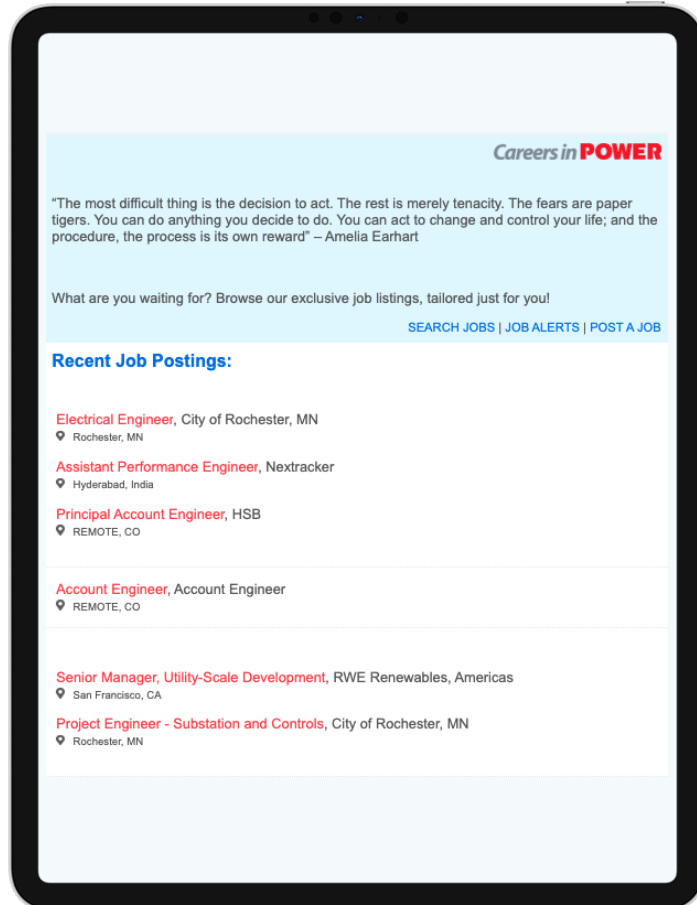 Careers in POWER
“The most difficult thing is the decision to act. The rest is merely tenacity. The fears are paper
tigers. You can do anything you decide to do. You can act to change and control your life; and the
procedure, the process is its own reward” – Amelia Earhart
What are you waiting for? Browse our exclusive job listings, tailored just for you!
SEARCH JOBS | JOB ALERTS | POST A JOB
Recent Job Postings:
Electrical Engineer, City of Rochester, MN
Rochester, MN
Assistant Performance Engineer, Nextracker
Hyderabad, India
Principal Account Engineer, HSB
REMOTE, CO
Account Engineer, Account Engineer
REMOTE, CO
Senior Manager, Utility-Scale Development, RWE Renewables, Americas
San Francisco, CA
Project Engineer - Substation and Controls, City of Rochester, MN
Rochester, MN